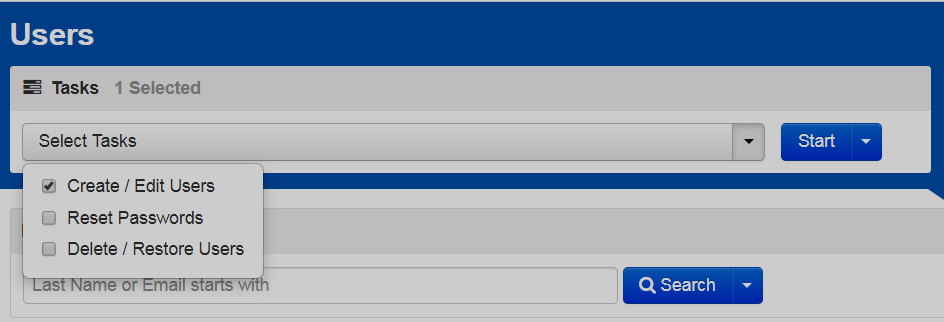 Users
Tasks 1 Selected
Select Tasks
Start
Create / Edit Users
Reset Passwords
Delete / Restore Users
Last Name or Email starts with
Search